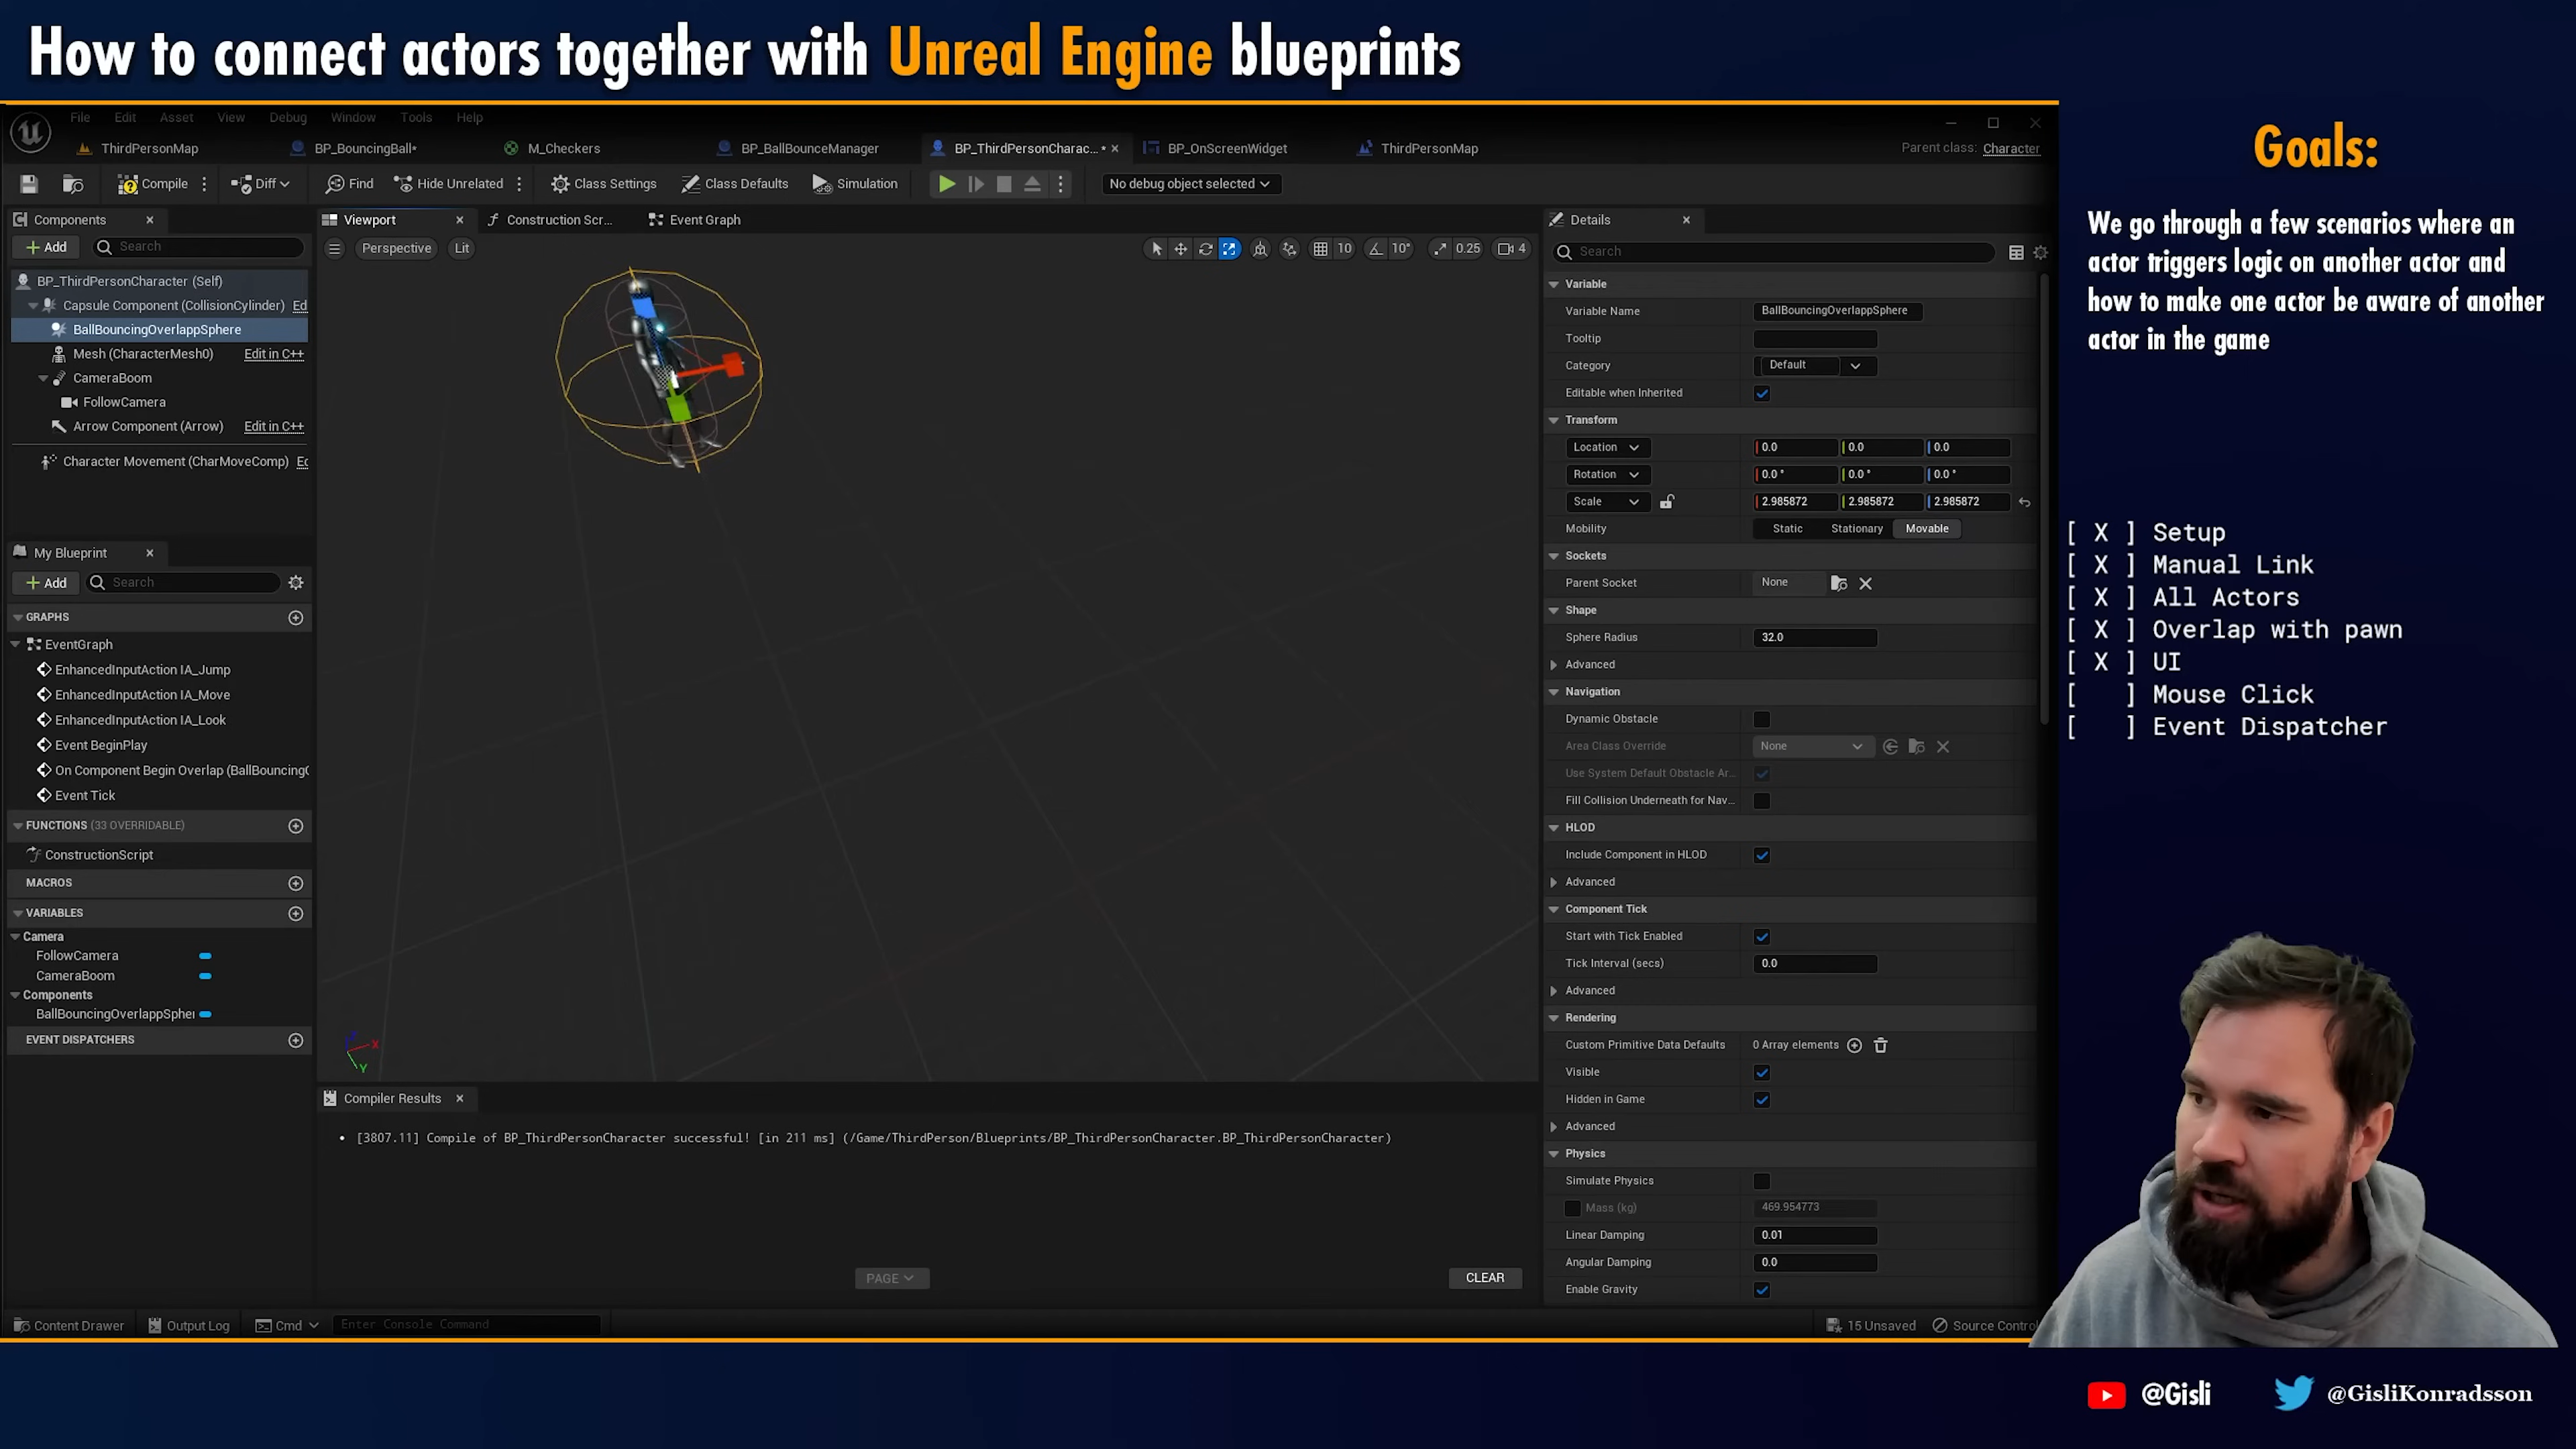 How to connect actors together with Unreal Engine blueprints
File Edit Asset View Debug Window Tools Help
ThirdPersonMap BP_BouncingBall* M_Checkers BP_BallBounceManager BP_ThirdPersonCharac...* BP_OnScreenWidget ThirdPersonMap Parent class: Character
Compile Diff Find Hide Unrelated Class Settings Class Defaults Simulation No debug object selected
Components
Add Search
BP_ThirdPersonCharacter (Self)
Capsule Component (CollisionCylinder) Ed
BallBouncingOverlappSphere
Mesh (CharacterMesh0) Edit in C++
CameraBoom
FollowCamera
Arrow Component (Arrow) Edit in C++
Character Movement (CharMoveComp) Ec
My Blueprint
Add Search
GRAPHS
EventGraph
EnhancedInputAction IA_Jump
EnhancedInputAction IA_Move
EnhancedInputAction IA_Look
Event BeginPlay
On Component Begin Overlap (BallBouncing(
Event Tick
FUNCTIONS (33 OVERRIDABLE)
ConstructionScript
MACROS
VARIABLES
Camera
FollowCamera
CameraBoom
Components
BallBouncingOverlappSpher
EVENT DISPATCHERS
Viewport Construction Scr... Event Graph
Perspective Lit 10 10° 0.25 4
X
Y
Compiler Results
[3807.11] Compile of BP_ThirdPersonCharacter successful! [in 211 ms] (/Game/ThirdPerson/Blueprints/BP_ThirdPersonCharacter.BP_ThirdPersonCharacter)
PAGE CLEAR
Details
Search
Variable
Variable Name BallBouncingOverlappSphere
Tooltip
Category Default
Editable when Inherited
Transform
Location 0.0 0.0 0.0
Rotation 0.0° 0.0° 0.0°
Scale 2.985872 2.985872 2.985872
Mobility Static Stationary Movable
Sockets
Parent Socket None
Shape
Sphere Radius 32.0
Advanced
Navigation
Dynamic Obstacle
Area Class Override None
Use System Default Obstacle Ar...
Fill Collision Underneath for Nav...
HLOD
Include Component in HLOD
Advanced
Component Tick
Start with Tick Enabled
Tick Interval (secs) 0.0
Advanced
Rendering
Custom Primitive Data Defaults 0 Array elements
Visible
Hidden in Game
Advanced
Physics
Simulate Physics
Mass (kg) 469.954773
Linear Damping 0.01
Angular Damping 0.0
Enable Gravity
Content Drawer Output Log Cmd Enter Console Command 15 Unsaved Source Control
Goals:
We go through a few scenarios where an
actor triggers logic on another actor and
how to make one actor be aware of another
actor in the game
[ X ] Setup
[ X ] Manual Link
[ X ] All Actors
[ X ] Overlap with pawn
[ X ] UI
[ ] Mouse Click
[ ] Event Dispatcher
@Gisli @GisliKonradsson